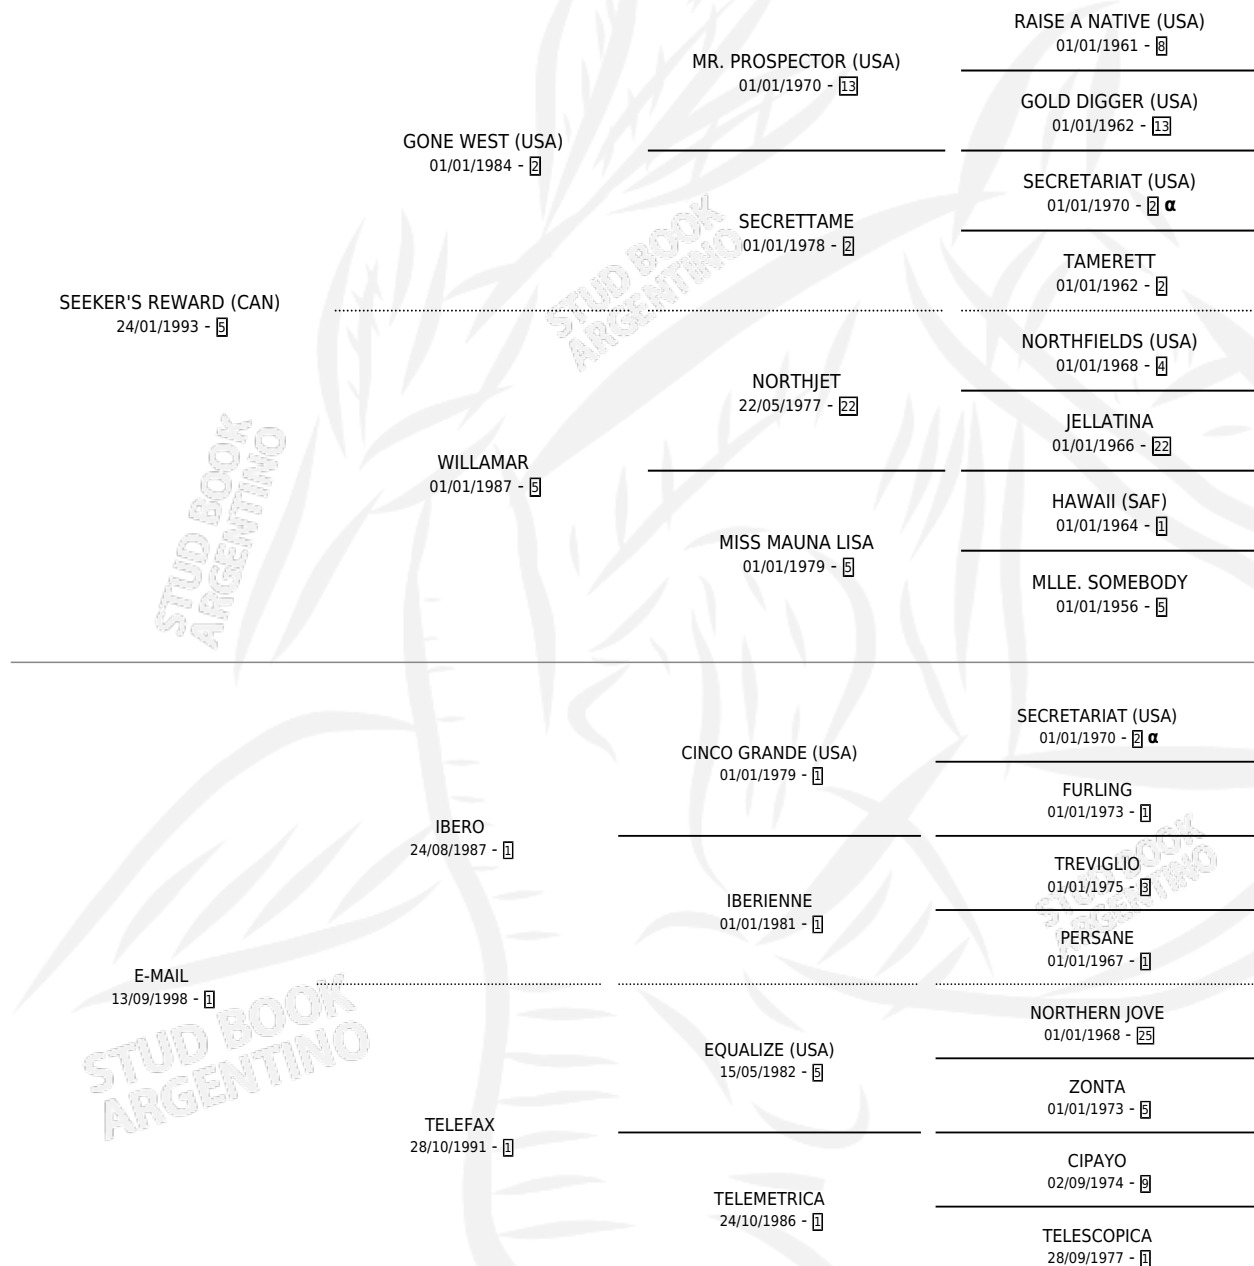 RAISE A NATIVE (USA)
01/01/1961 - 8
MR. PROSPECTOR (USA)
01/01/1970 - 13
GOLD DIGGER (USA)
01/01/1962 - 13
GONE WEST (USA)
01/01/1984 - 2
SECRETARIAT (USA)
01/01/1970 - 2 α
SECRETTAME
01/01/1978 - 2
TAMERETT
01/01/1962 - 2
SEEKER'S REWARD (CAN)
24/01/1993 - 5
NORTHFIELDS (USA)
01/01/1968 - 4
NORTHJET
22/05/1977 - 22
JELLATINA
01/01/1966 - 22
WILLAMAR
01/01/1987 - 5
HAWAII (SAF)
01/01/1964 - 1
MISS MAUNA LISA
01/01/1979 - 5
MLLE. SOMEBODY
01/01/1956 - 5
SECRETARIAT (USA)
01/01/1970 - 2 α
CINCO GRANDE (USA)
01/01/1979 - 1
FURLING
01/01/1973 - 1
IBERO
24/08/1987 - 1
TREVIGLIO
01/01/1975 - 3
IBERIENNE
01/01/1981 - 1
PERSANE
01/01/1967 - 1
E-MAIL
13/09/1998 - 1
NORTHERN JOVE
01/01/1968 - 25
EQUALIZE (USA)
15/05/1982 - 5
ZONTA
01/01/1973 - 5
TELEFAX
28/10/1991 - 1
CIPAYO
02/09/1974 - 9
TELEMETRICA
24/10/1986 - 1
TELESCOPICA
28/09/1977 - 1
STUD BOOK
ARGENTINO
STUD BOOK
ARGENTINO
STUD BOOK
ARGENTINO
STUD BOOK
ARGENTINO